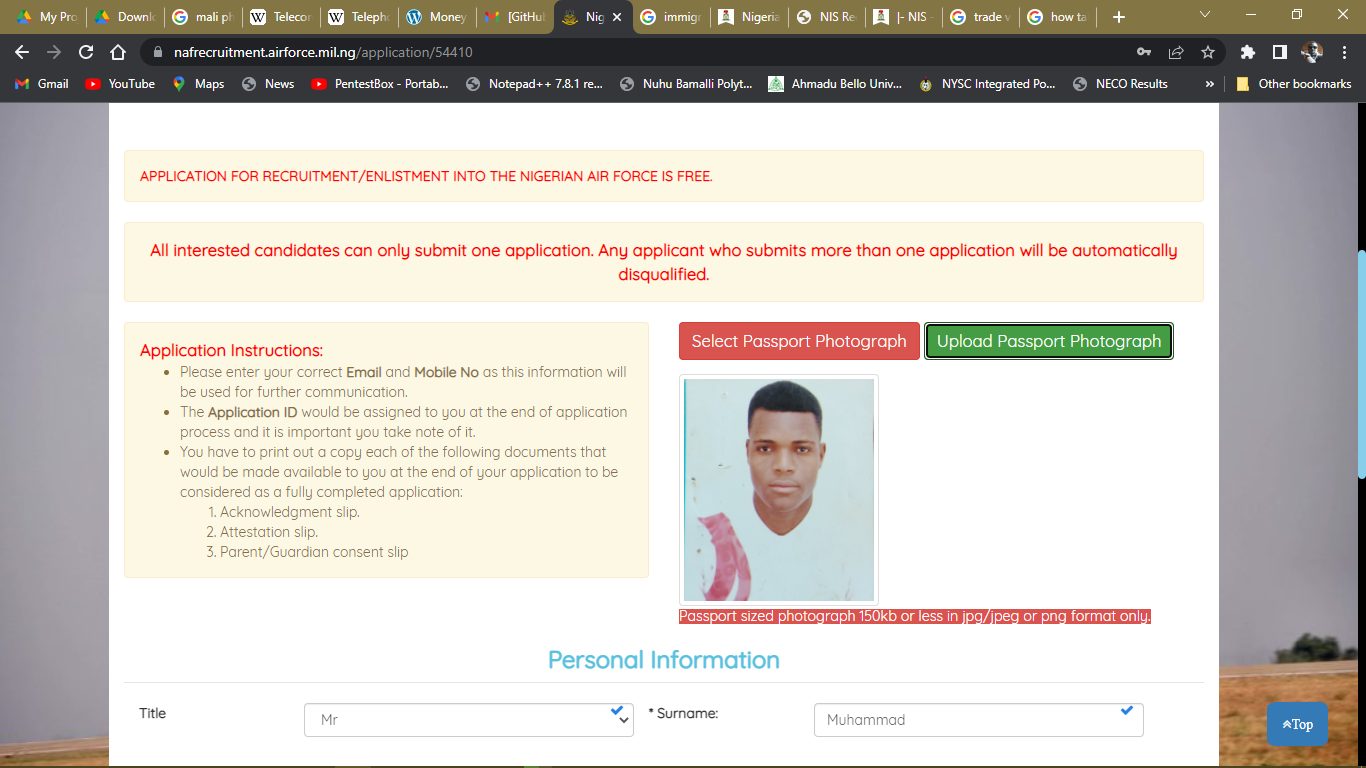 My Pro
Downl
mali ph
Telecor
Teleph
Money
[GitHul
Nig
immigr
Nigeria
NIS Re
|- NIS -
trade v
how ta
nafrecruitment.airforce.mil.ng/application/54410
Gmail
YouTube
Maps
News
PentestBox - Portab...
Notepad++ 7.8.1 re...
Nuhu Bamalli Polyt...
Ahmadu Bello Univ...
NYSC Integrated Po...
NECO Results
»
Other bookmarks
APPLICATION FOR RECRUITMENT/ENLISTMENT INTO THE NIGERIAN AIR FORCE IS FREE.
All interested candidates can only submit one application. Any applicant who submits more than one application will be automatically
disqualified.
Application Instructions:
Please enter your correct Email and Mobile No as this information will
be used for further communication.
The Application ID would be assigned to you at the end of application
process and it is important you take note of it.
You have to print out a copy each of the following documents that
would be made available to you at the end of your application to be
considered as a fully completed application:
1. Acknowledgment slip.
2. Attestation slip.
3. Parent/Guardian consent slip
Select Passport Photograph
Upload Passport Photograph
Passport sized photograph 150kb or less in jpg/jpeg or png format only.
Personal Information
Title
Mr
* Surname:
Muhammad
Top